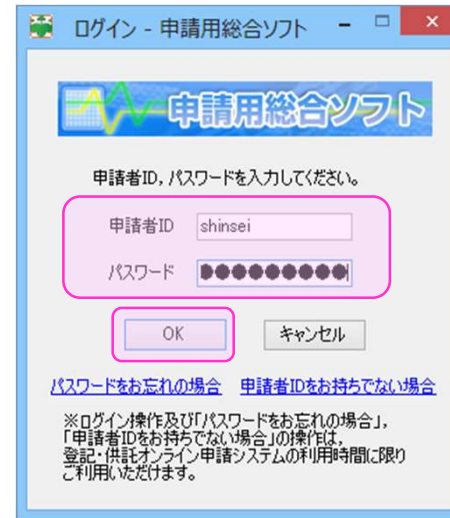 ログイン - 申請用総合ソフト
申請用総合ソフト
申請者ID，パスワードを入力してください。
申請者ID shinsei
パスワード ●●●●●●●●●
OK キャンセル
パスワードをお忘れの場合 申請者IDをお持ちでない場合
※ログイン操作及び「パスワードをお忘れの場合」，
「申請者IDをお持ちでない場合」の操作は，
登記・供託オンライン申請システムの利用時間に限り
ご利用いただけます。